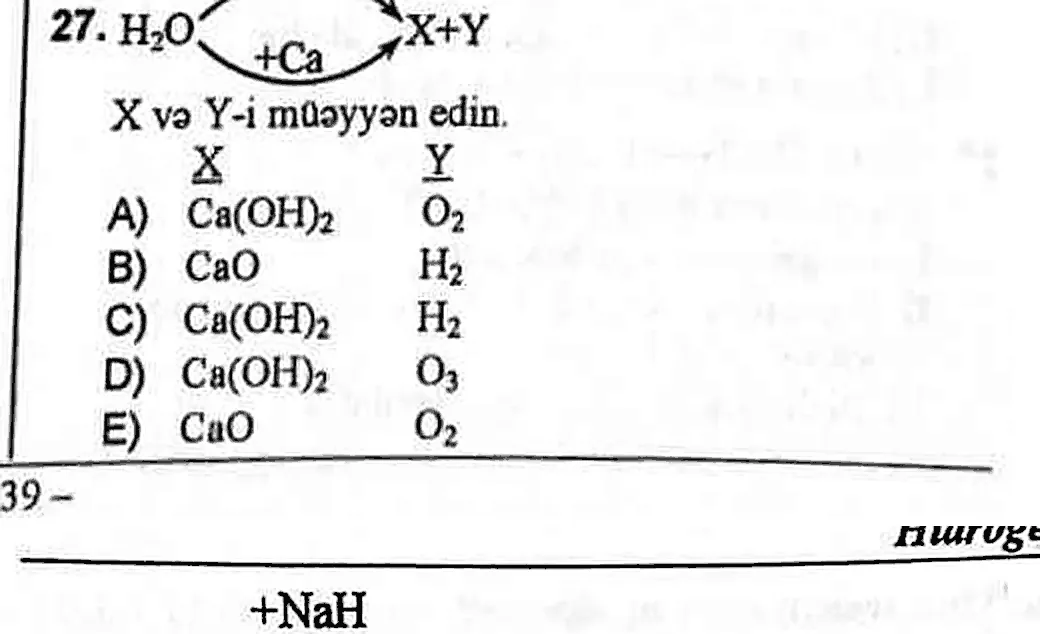 27. H₂O X+Y
+Ca
X və Y-i müəyyən edin.
X Y
A) Ca(OH)₂ O₂
B) CaO H₂
C) Ca(OH)₂ H₂
D) Ca(OH)₂ O₃
E) CaO O₂
39 –
+NaH